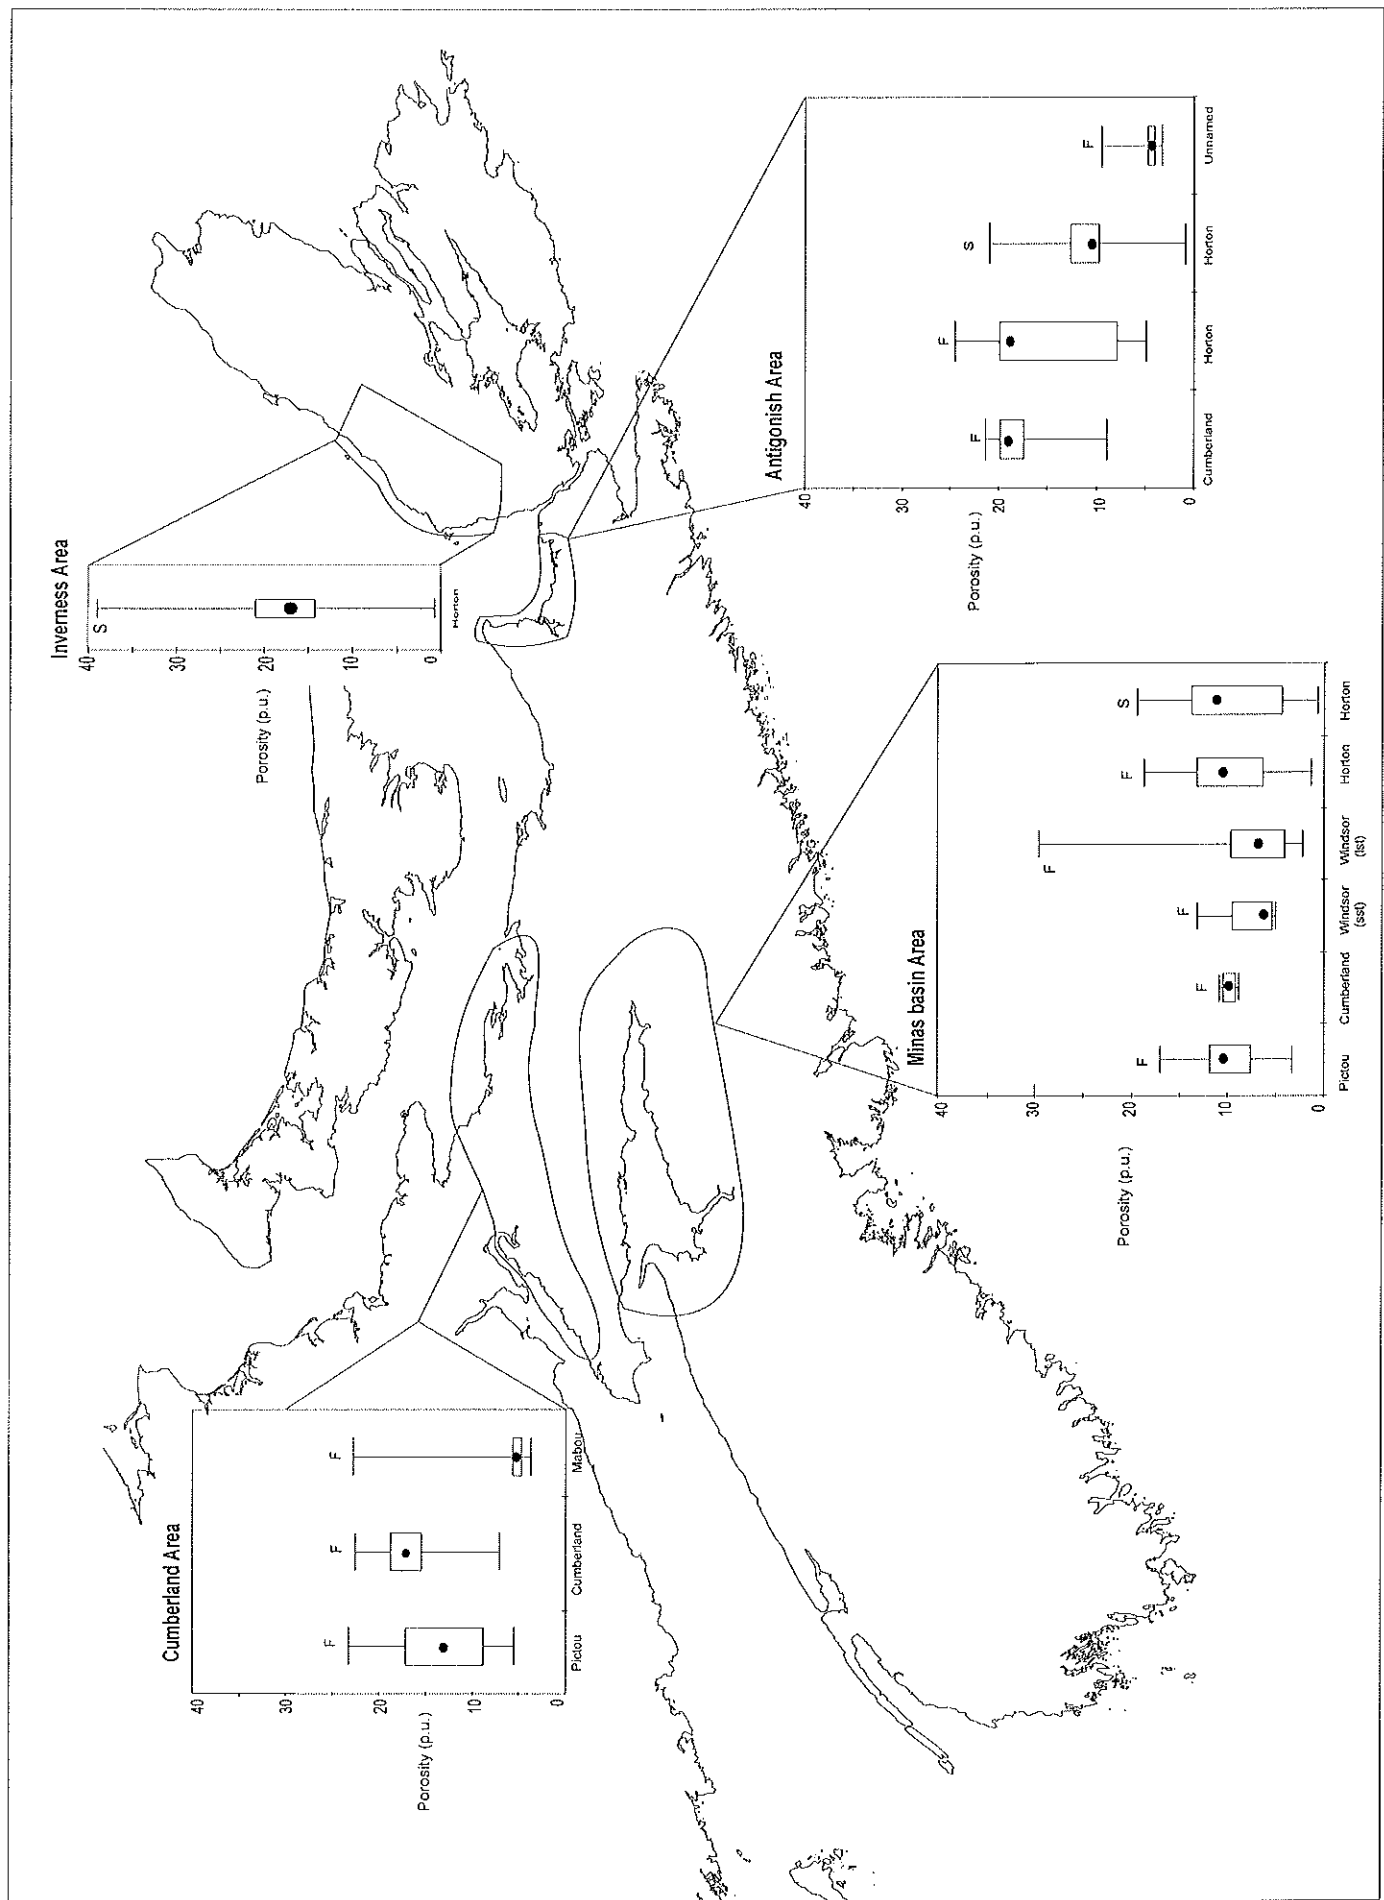 Cumberland Area
Porosity (p.u.)
40
30
20
10
0
F
F
F
Pictou
Cumberland
Mabou
Inverness Area
Porosity (p.u.)
40
30
20
10
0
S
Horton
Minas basin Area
Porosity (p.u.)
40
30
20
10
0
F
F
F
F
F
S
Pictou
Cumberland
Windsor
(sst)
Windsor
(lst)
Horton
Horton
Antigonish Area
Porosity (p.u.)
40
30
20
10
0
F
F
S
F
Cumberland
Horton
Horton
Unnamed